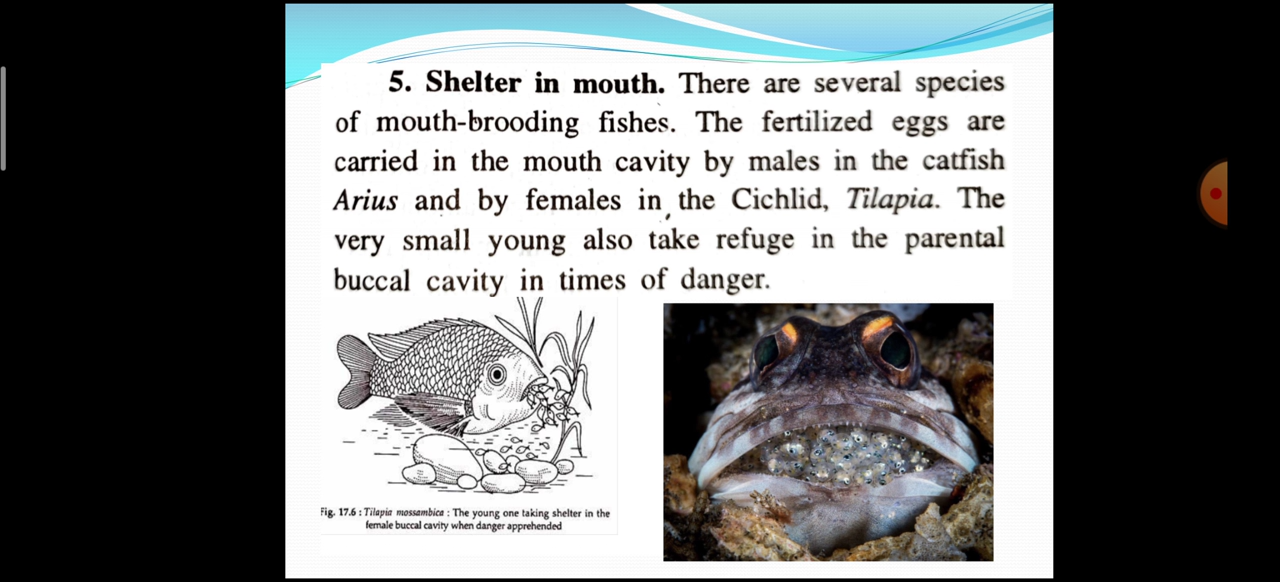 5. Shelter in mouth. There are several species
of mouth-brooding fishes. The fertilized eggs are
carried in the mouth cavity by males in the catfish
Arius and by females in the Cichlid, Tilapia. The
very small young also take refuge in the parental
buccal cavity in times of danger.
Fig. 17.6 : Tilapia mossambica : The young one taking shelter in the
female buccal cavity when danger apprehended